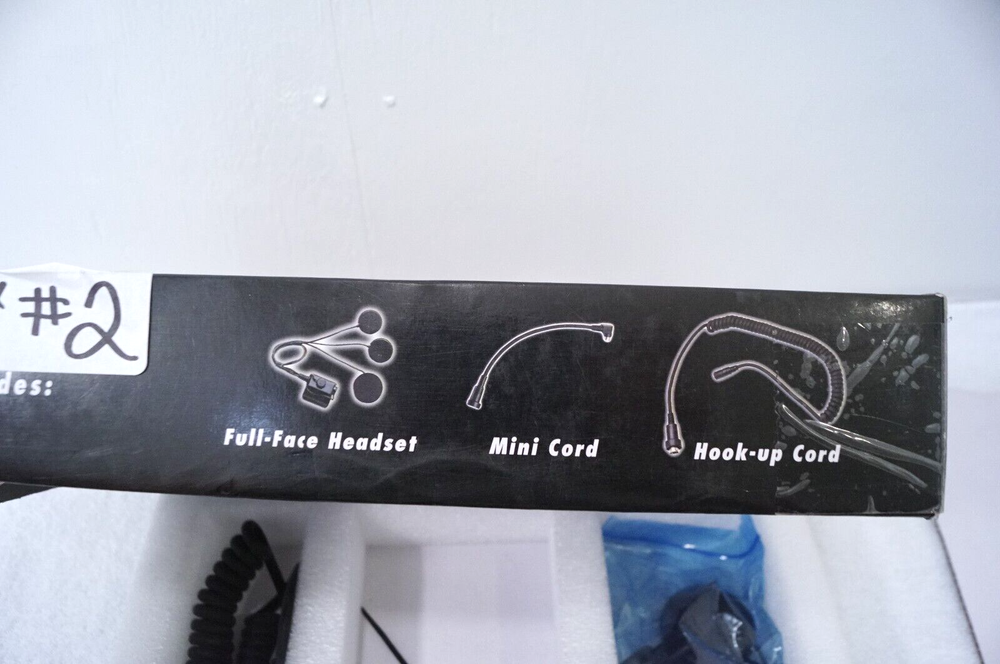 #2
des:
Full-Face Headset
Mini Cord
Hook-up Cord